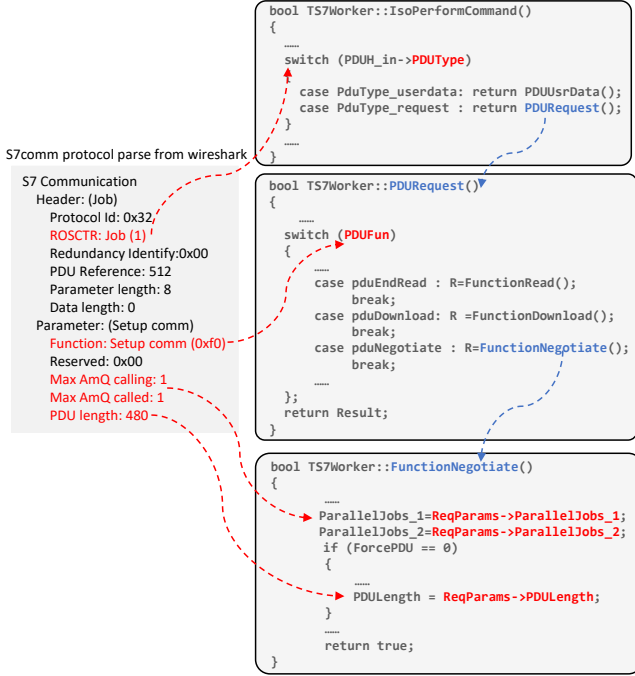 S7comm protocol parse from wireshark
S7 Communication
Header: (Job)
Protocol Id: 0x32
ROSCTR: Job (1)
Redundancy Identify:0x00
PDU Reference: 512
Parameter length: 8
Data length: 0
Parameter: (Setup comm)
Function: Setup comm (0xf0)
Reserved: 0x00
Max AmQ calling: 1
Max AmQ called: 1
PDU length: 480
bool TS7Worker::IsoPerformCommand()
{
……
switch (PDUH_in->PDUType)
{
case PduType_userdata: return PDUUsrData();
case PduType_request : return PDURequest();
}
……
}
bool TS7Worker::PDURequest()
{
……
switch (PDUFun)
{
……
case pduEndRead : R=FunctionRead();
break;
case pduDownload: R =FunctionDownload();
break;
case pduNegotiate : R=FunctionNegotiate();
break;
……
};
return Result;
}
bool TS7Worker::FunctionNegotiate()
{
……
ParallelJobs_1=ReqParams->ParallelJobs_1;
ParallelJobs_2=ReqParams->ParallelJobs_2;
if (ForcePDU == 0)
{
……
PDULength = ReqParams->PDULength;
}
……
return true;
}